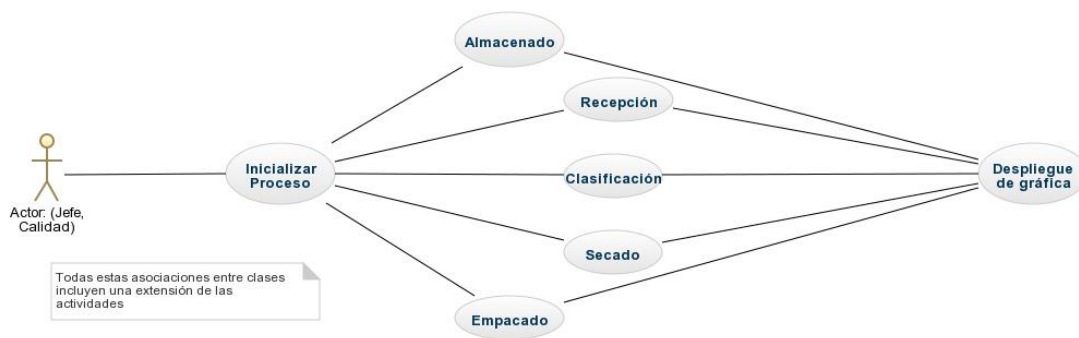 Almacenado
Recepción
Inicializar
Proceso
Clasificación
Despliegue
de gráfica
Actor: (Jefe,
Calidad)
Secado
Todas estas asociaciones entre clases
incluyen una extensión de las
actividades
Empacado